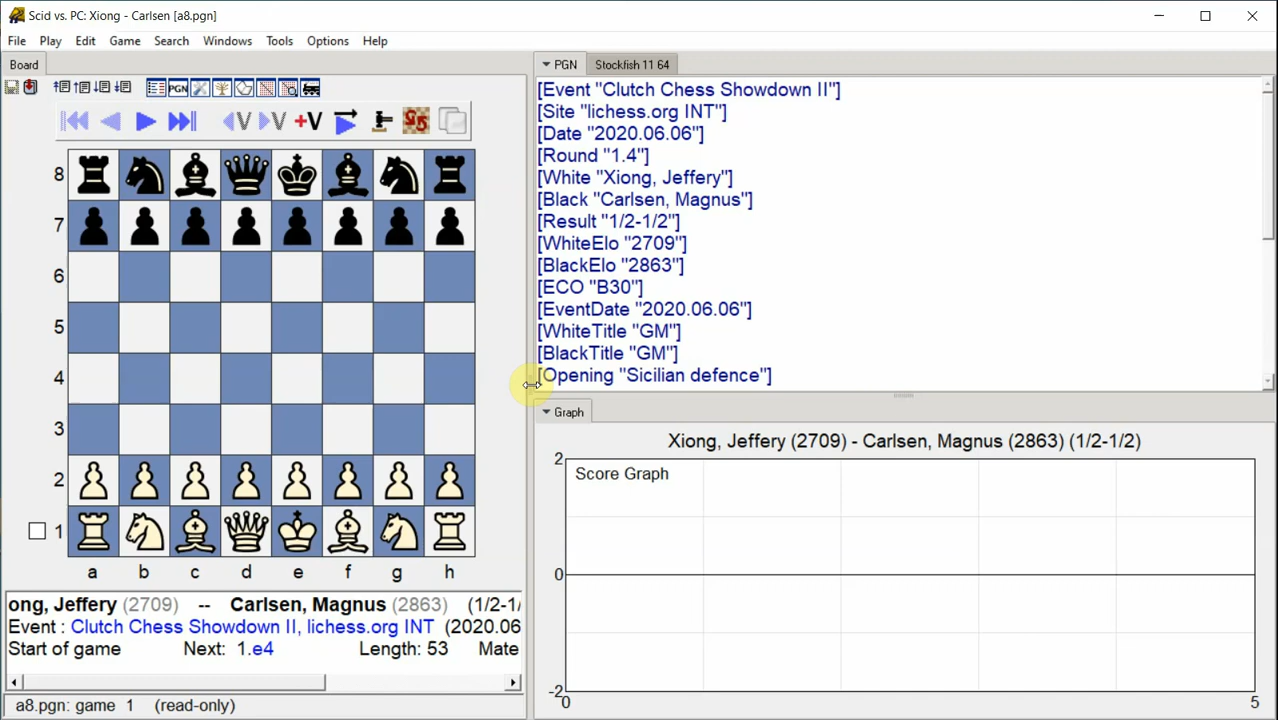 Scid vs. PC: Xiong - Carlsen [a8.pgn]
File Play Edit Game Search Windows Tools Options Help
Board
PGN Stockfish 11 64
PGN
V V +V
8
7
6
5
4
3
2
1
a b c d e f g h
ong, Jeffery (2709) -- Carlsen, Magnus (2863) (1/2-1/
Event : Clutch Chess Showdown II, lichess.org INT (2020.06
Start of game Next: 1.e4 Length: 53 Mate
a8.pgn: game 1 (read-only)
[Event "Clutch Chess Showdown II"]
[Site "lichess.org INT"]
[Date "2020.06.06"]
[Round "1.4"]
[White "Xiong, Jeffery"]
[Black "Carlsen, Magnus"]
[Result "1/2-1/2"]
[WhiteElo "2709"]
[BlackElo "2863"]
[ECO "B30"]
[EventDate "2020.06.06"]
[WhiteTitle "GM"]
[BlackTitle "GM"]
[Opening "Sicilian defence"]
Graph
Xiong, Jeffery (2709) - Carlsen, Magnus (2863) (1/2-1/2)
2
Score Graph
0
-2
0 5